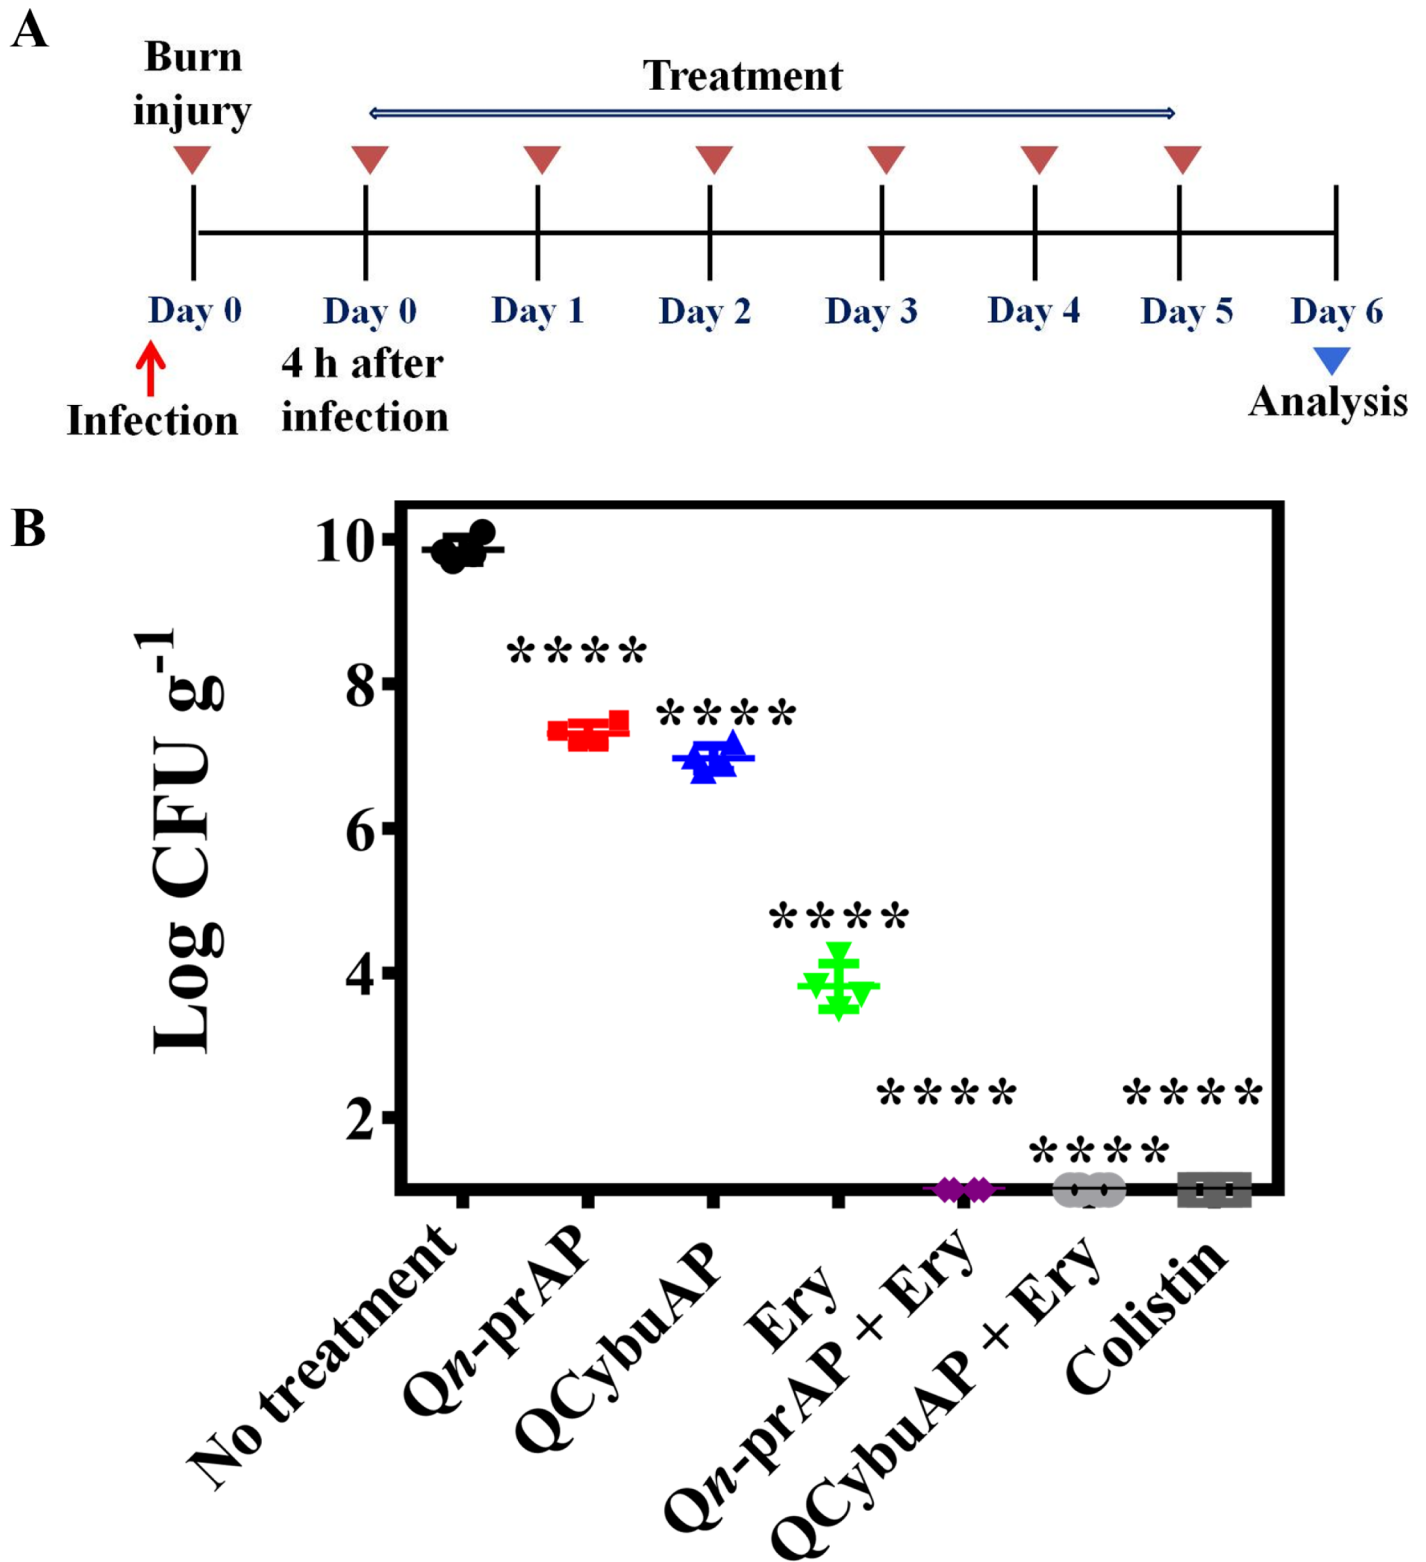 A
Burn
injury
Treatment
Day 0
Day 0
Day 1
Day 2
Day 3
Day 4
Day 5
Day 6
Infection
4 h after
infection
Analysis
B
Log CFU g⁻¹
10
8
6
4
2
****
****
****
****
****
****
No treatment
Qn-prAP
QCybuAP
Ery
Qn-prAP + Ery
QCybuAP + Ery
Colistin